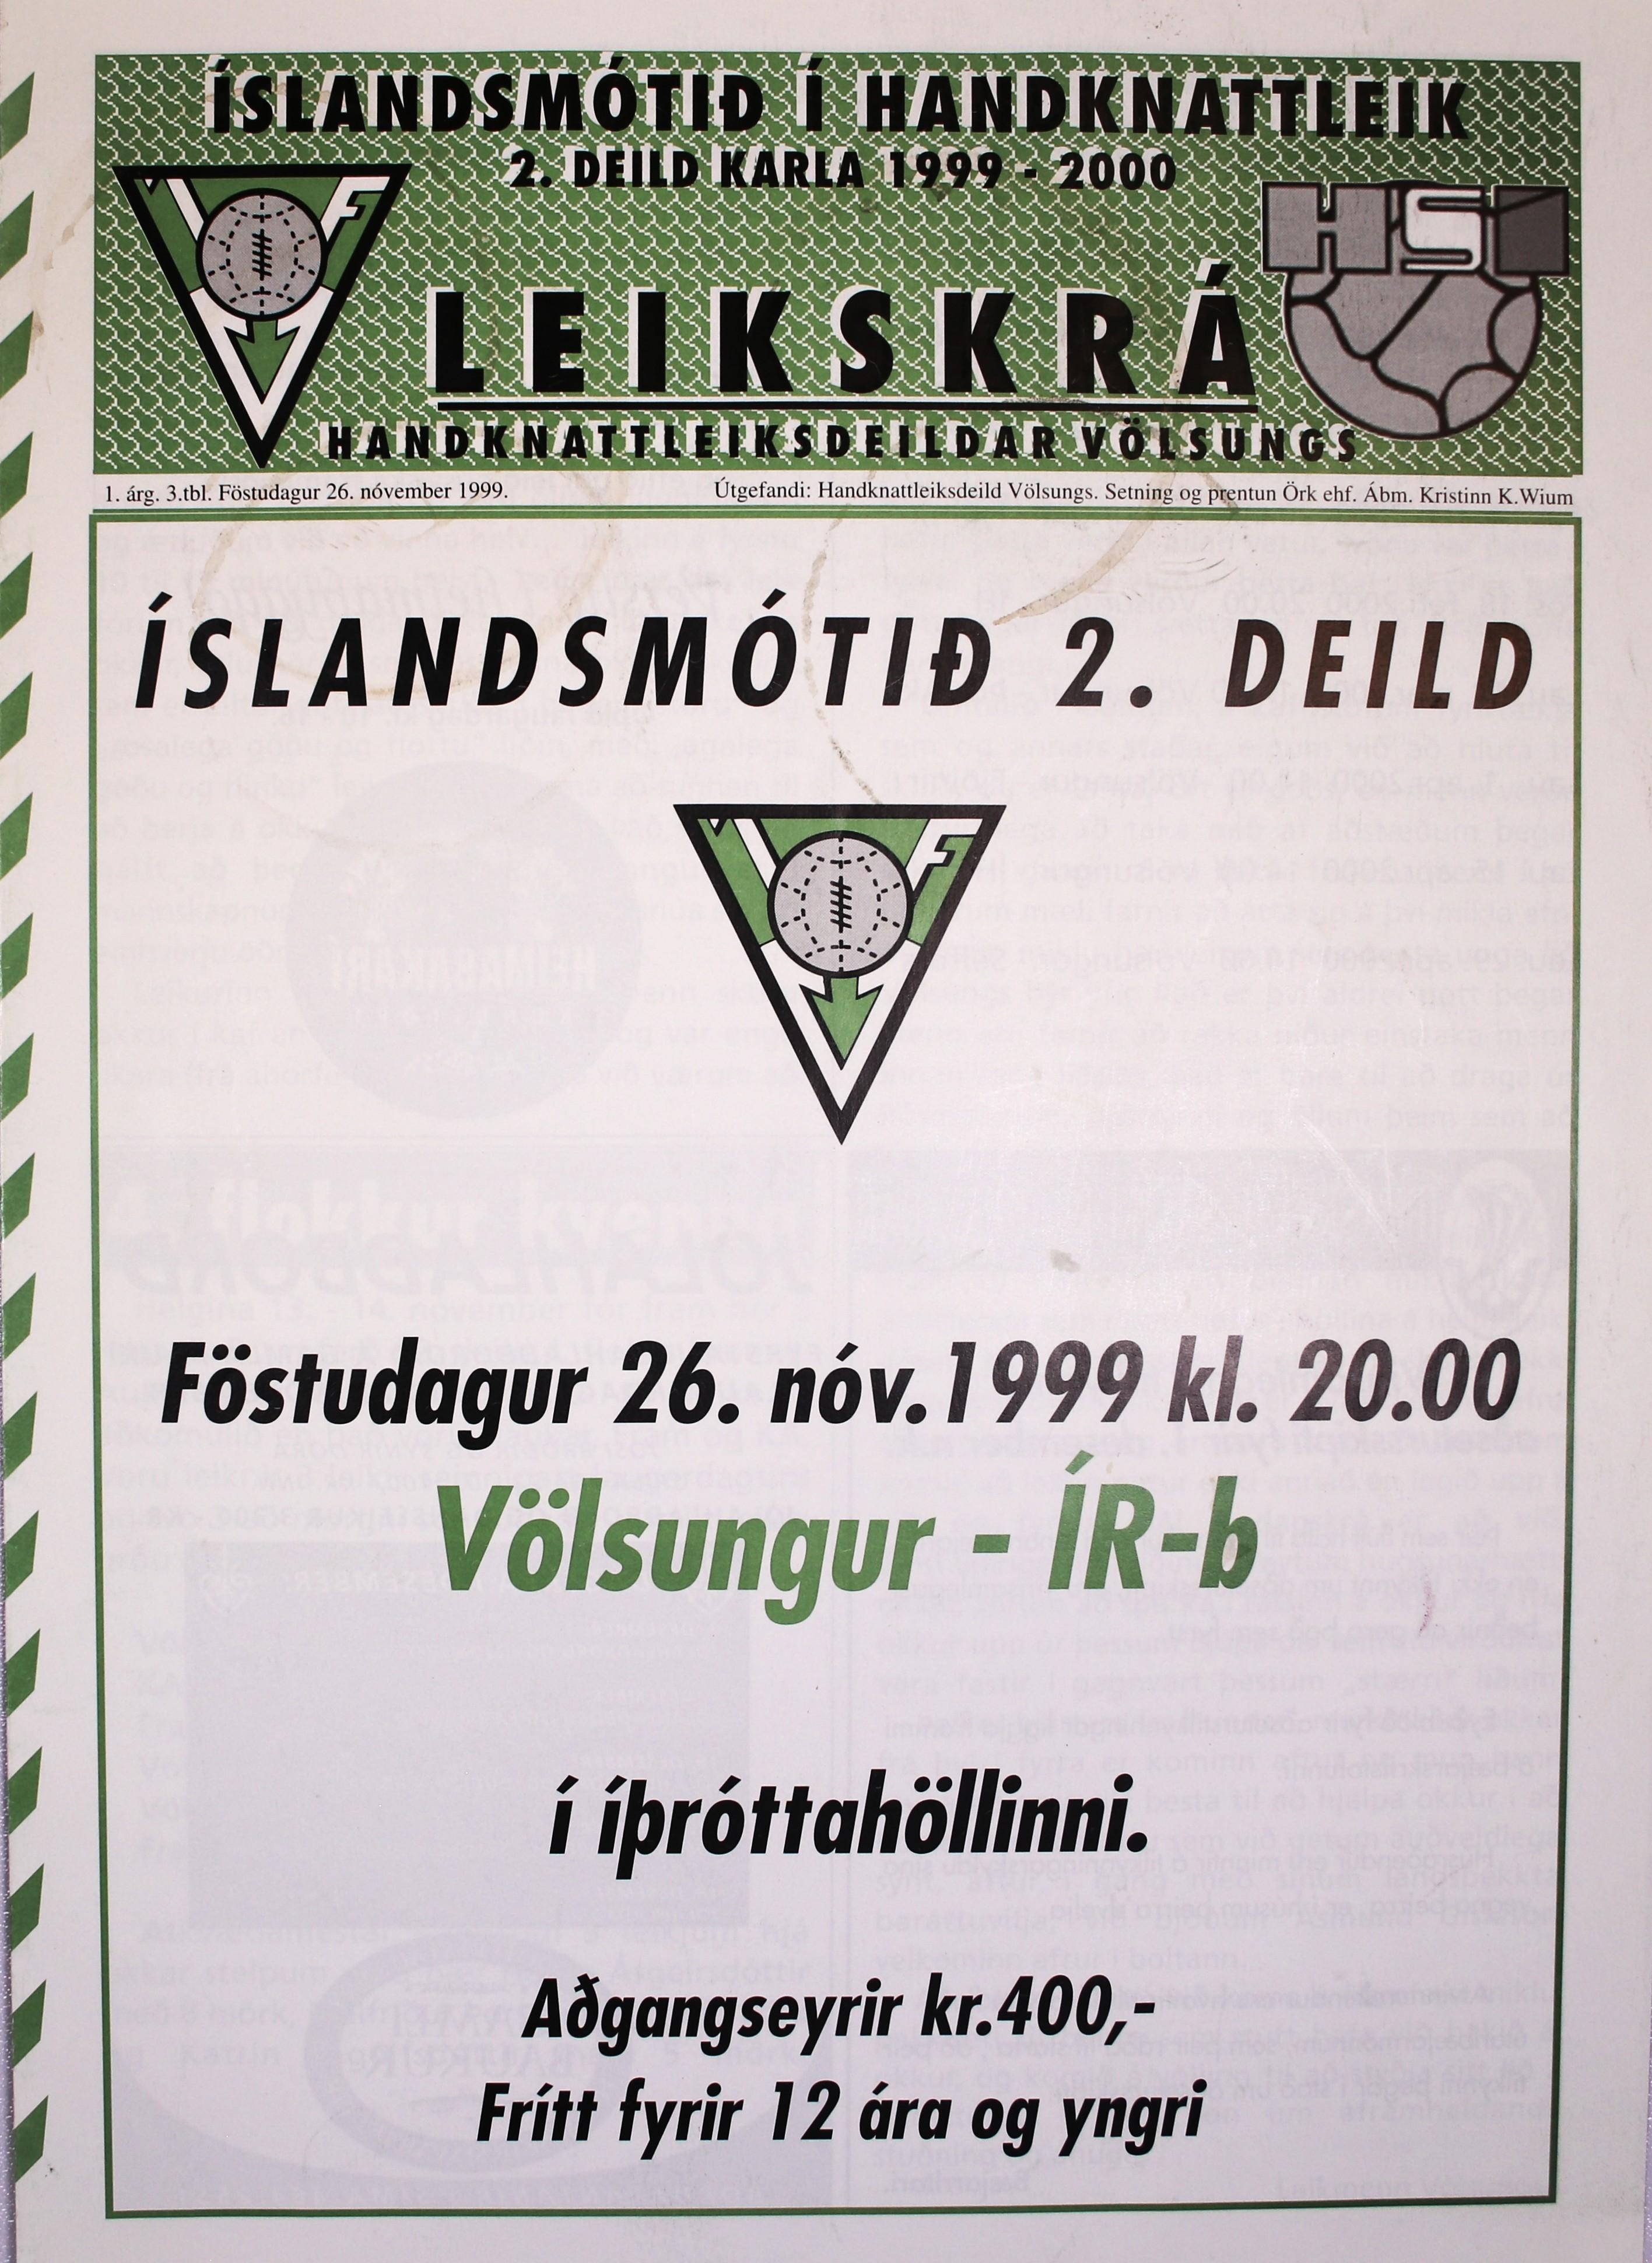 ÍSLANDSMÓTIÐ Í HANDKNATTLEIK
2. DEILD KARLA 1999 - 2000
V F
HSÍ
LEIKSKRÁ
HANDKNATTLEIKSDEILDAR VÖLSUNGS
1. árg. 3.tbl. Föstudagur 26. nóvember 1999.
Útgefandi: Handknattleiksdeild Völsungs. Setning og prentun Örk ehf. Ábm. Kristinn K.Wium
ÍSLANDSMÓTIÐ 2. DEILD
Föstudagur 26. nóv. 1999 kl. 20.00
Völsungur - ÍR-b
í íþróttahöllinni.
Aðgangseyrir kr.400,-
Frítt fyrir 12 ára og yngri